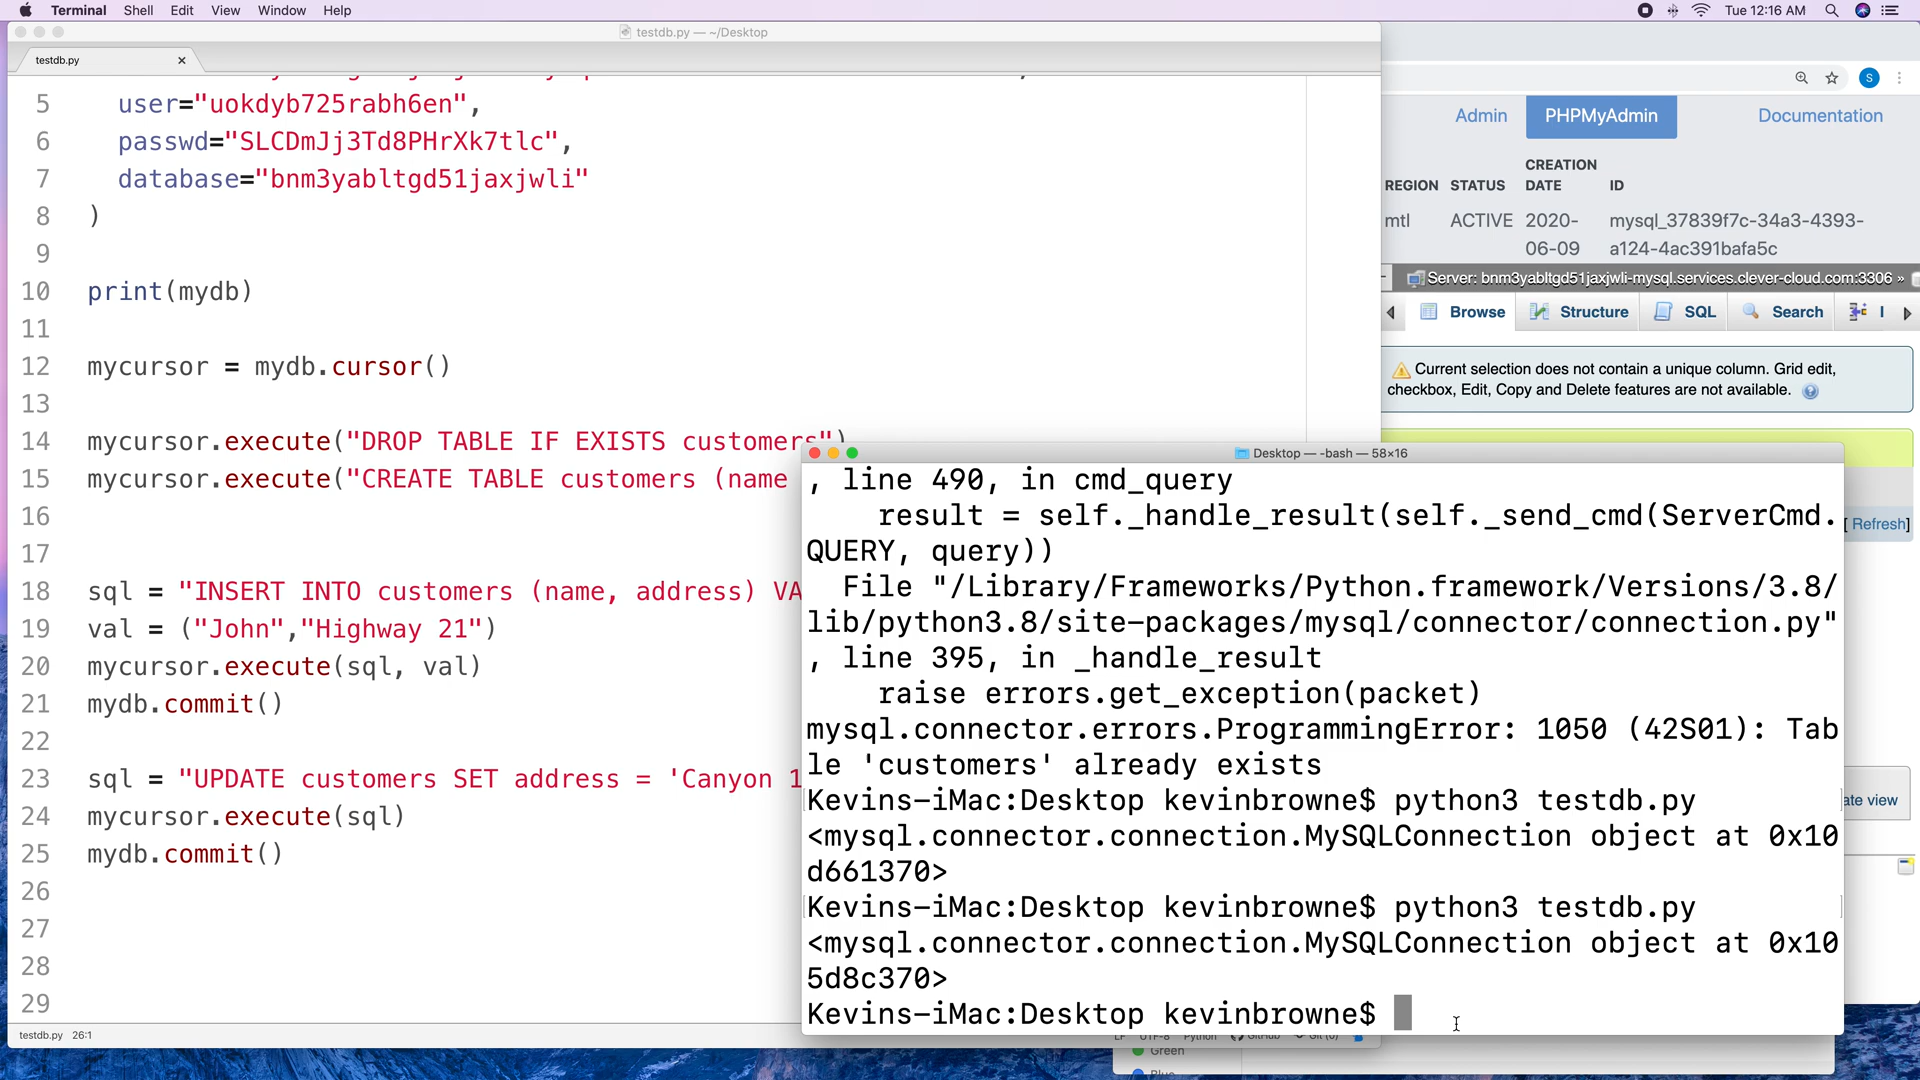 Terminal Shell Edit View Window Help Tue 12:16 AM
testdb.py — ~/Desktop
testdb.py
5 user="uokdyb725rabh6en",
6 passwd="SLCDmJj3Td8PHrXk7tlc",
7 database="bnm3yabltgd51jaxjwli"
8 )
9
10 print(mydb)
11
12 mycursor = mydb.cursor()
13
14 mycursor.execute("DROP TABLE IF EXISTS customers")
15 mycursor.execute("CREATE TABLE customers (name
16
17
18 sql = "INSERT INTO customers (name, address) VA
19 val = ("John","Highway 21")
20 mycursor.execute(sql, val)
21 mydb.commit()
22
23 sql = "UPDATE customers SET address = 'Canyon 1
24 mycursor.execute(sql)
25 mydb.commit()
26
27
28
29
testdb.py 26:1
Desktop — -bash — 58×16
, line 490, in cmd_query
result = self._handle_result(self._send_cmd(ServerCmd.
QUERY, query))
File "/Library/Frameworks/Python.framework/Versions/3.8/
lib/python3.8/site-packages/mysql/connector/connection.py"
, line 395, in _handle_result
raise errors.get_exception(packet)
mysql.connector.errors.ProgrammingError: 1050 (42S01): Tab
le 'customers' already exists
Kevins-iMac:Desktop kevinbrowne$ python3 testdb.py
<mysql.connector.connection.MySQLConnection object at 0x10
d661370>
Kevins-iMac:Desktop kevinbrowne$ python3 testdb.py
<mysql.connector.connection.MySQLConnection object at 0x10
5d8c370>
Kevins-iMac:Desktop kevinbrowne$
S
Admin PHPMyAdmin Documentation
REGION STATUS CREATION DATE ID
mtl ACTIVE 2020-06-09 mysql_37839f7c-34a3-4393-
a124-4ac391bafa5c
Server: bnm3yabltgd51jaxjwli-mysql.services.clever-cloud.com:3306 »
Browse Structure SQL Search I
Current selection does not contain a unique column. Grid edit,
checkbox, Edit, Copy and Delete features are not available.
[ Refresh]
ate view
LF UTF-8 Python GitHub Git (0)
Green